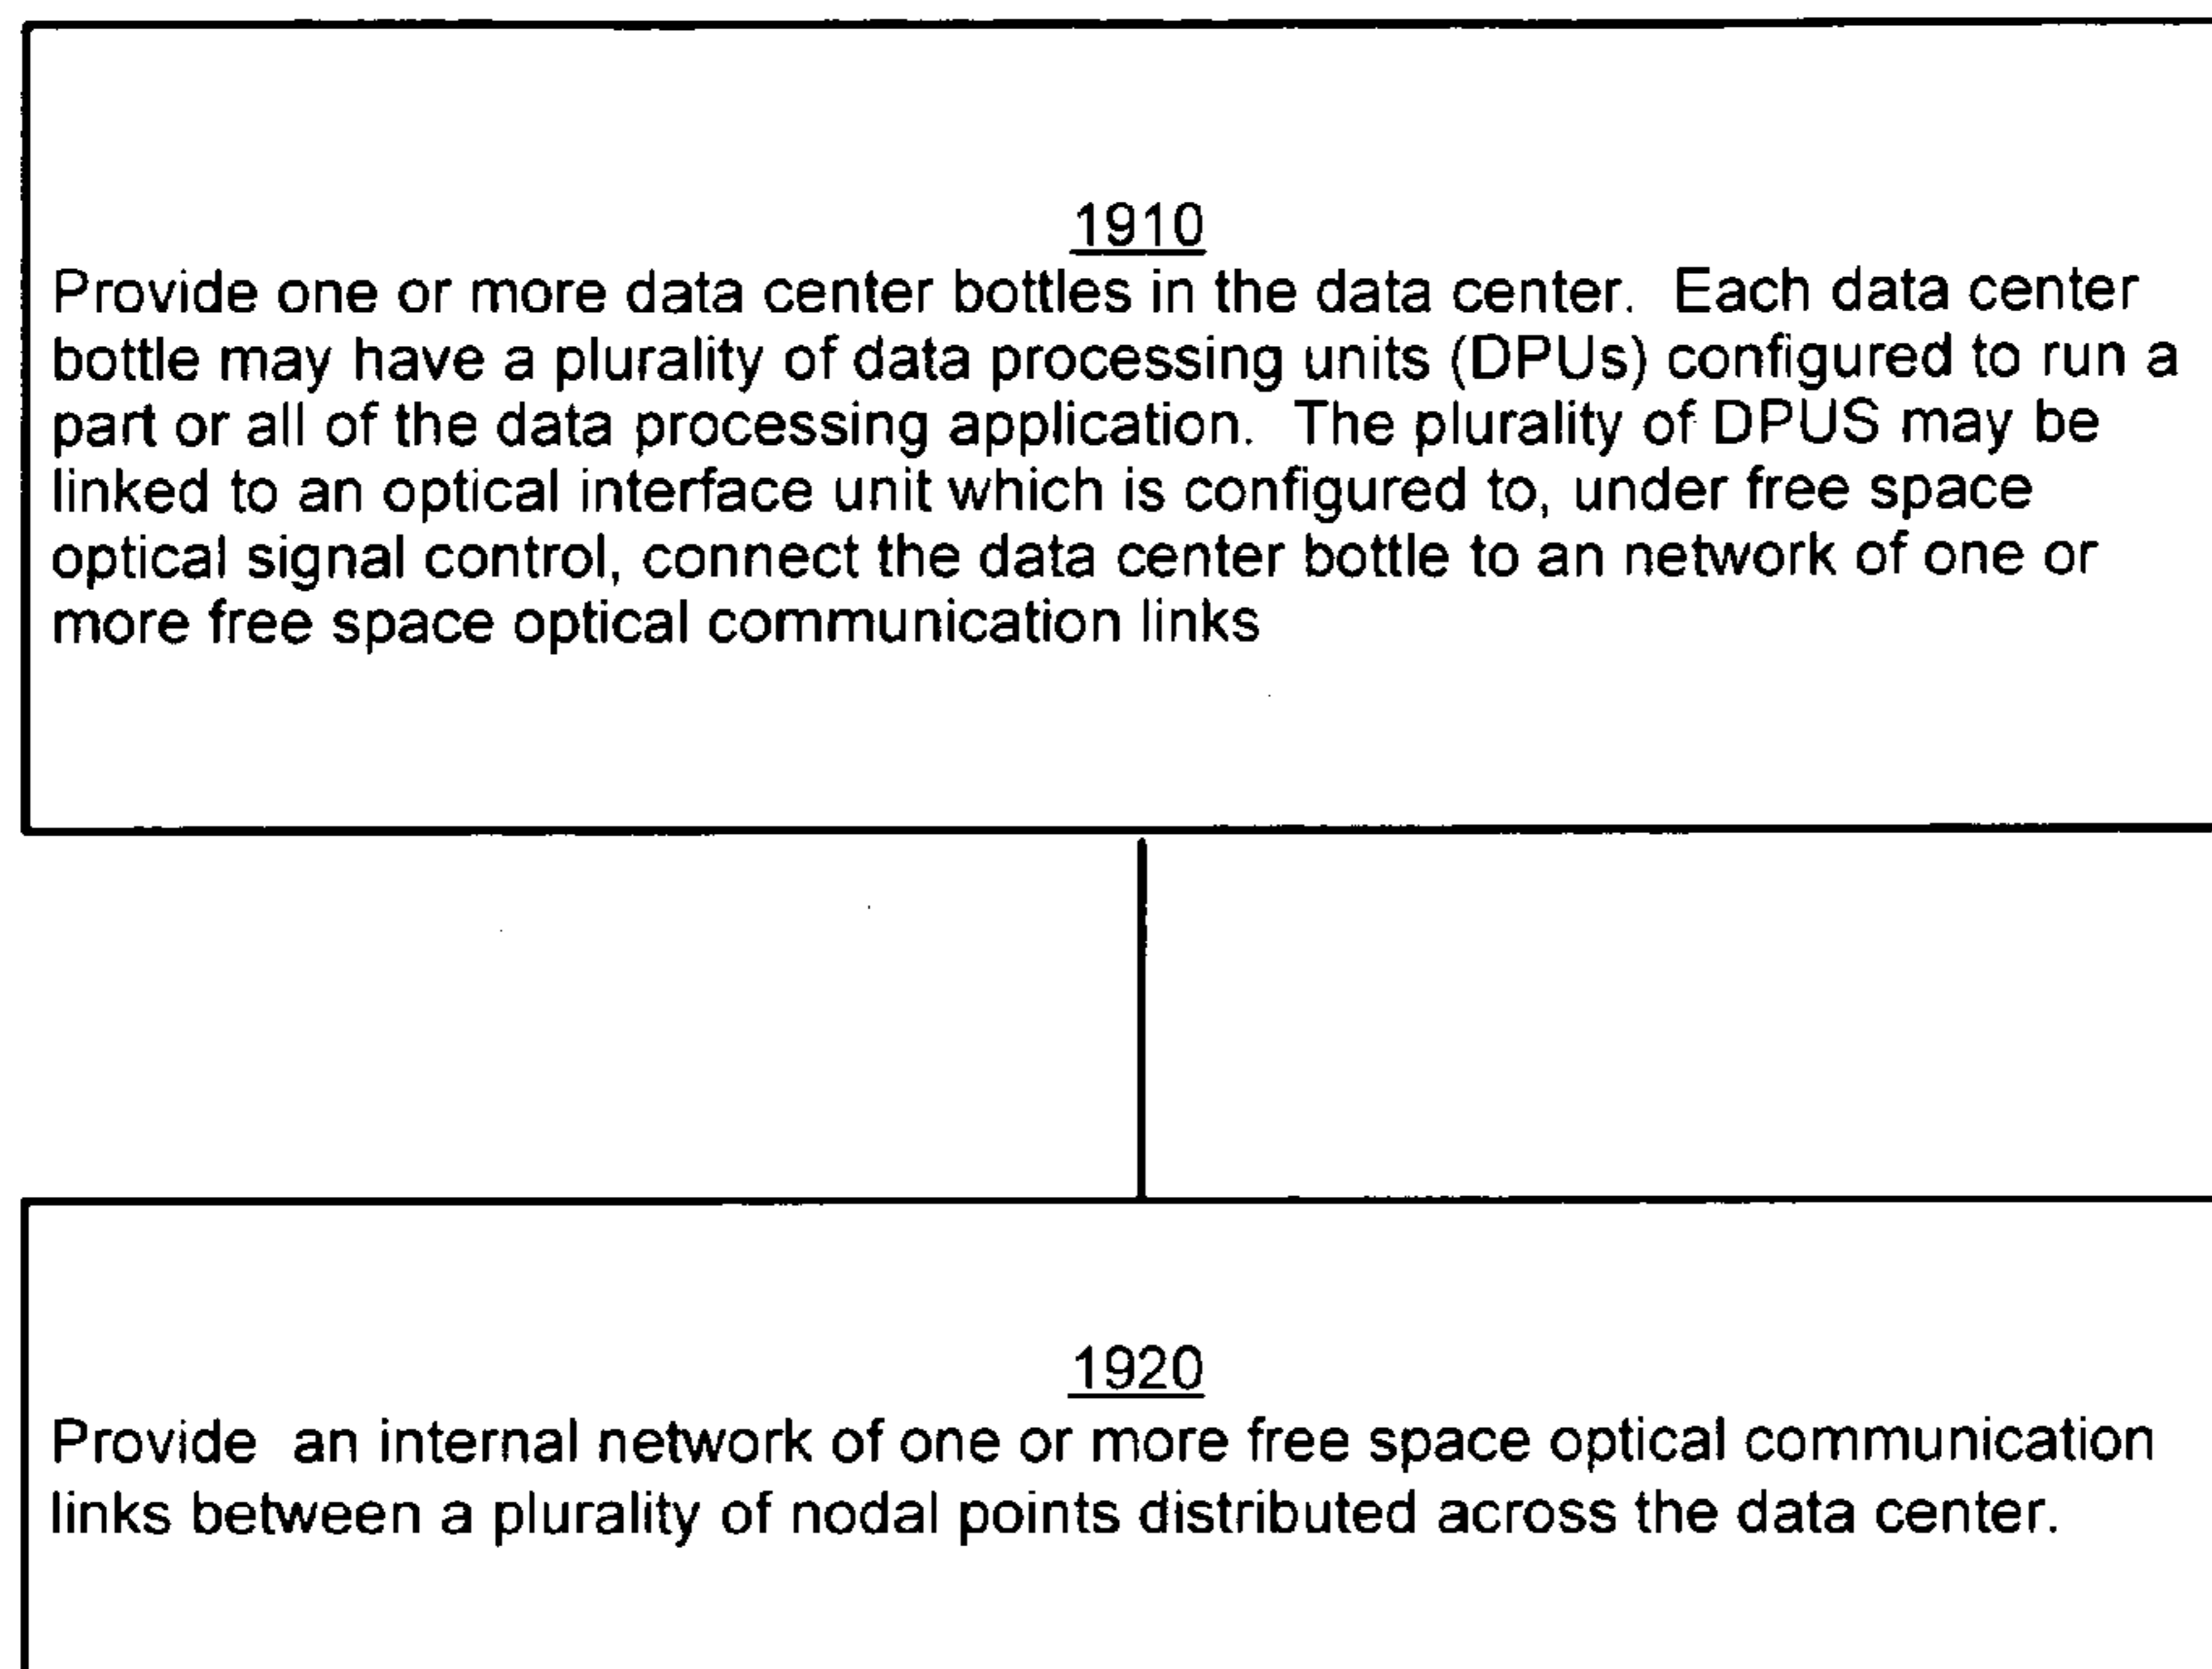 1910
Provide one or more data center bottles in the data center. Each data center
bottle may have a plurality of data processing units (DPUs) configured to run a
part or all of the data processing application. The plurality of DPUS may be
linked to an optical interface unit which is configured to, under free space
optical signal control, connect the data center bottle to an network of one or
more free space optical communication links
1920
Provide an internal network of one or more free space optical communication
links between a plurality of nodal points distributed across the data center.